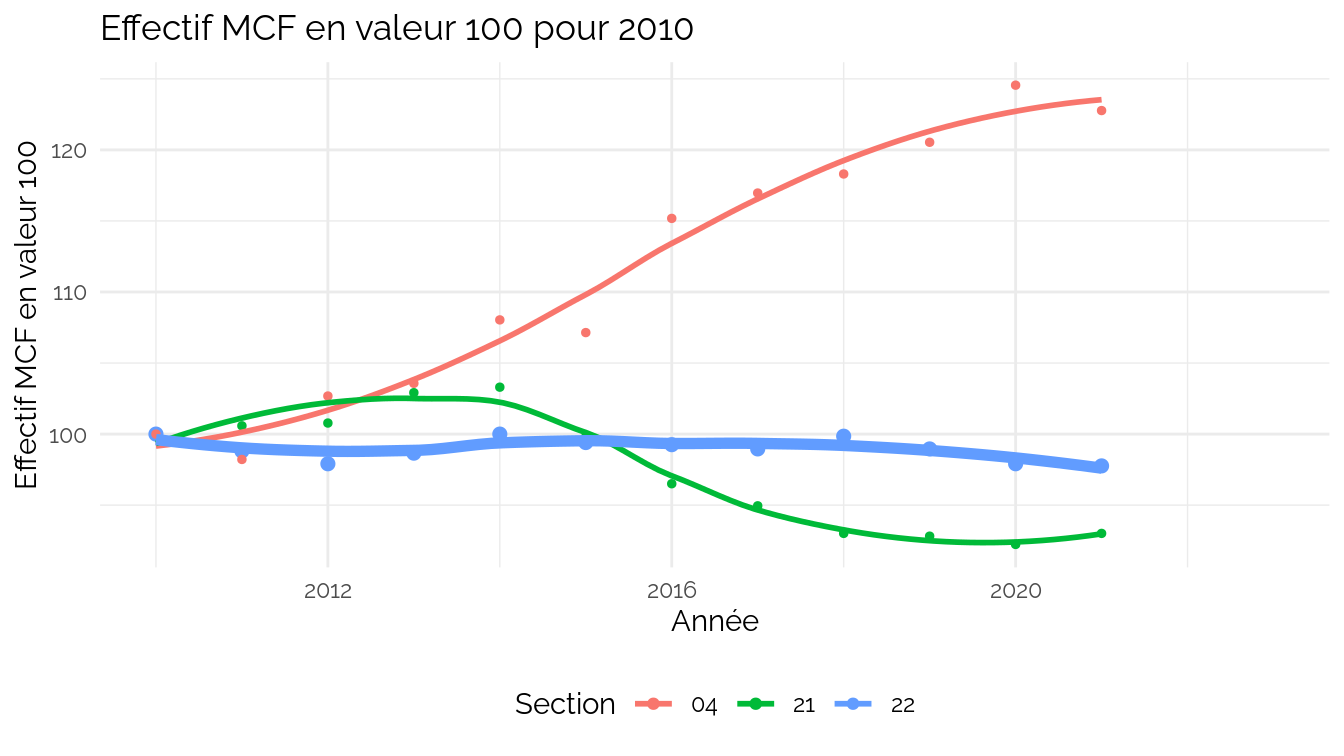 Effectif MCF en valeur 100 pour 2010
Effectif MCF en valeur 100
120
110
100
2012 2016 2020
Année
Section 04 21 22